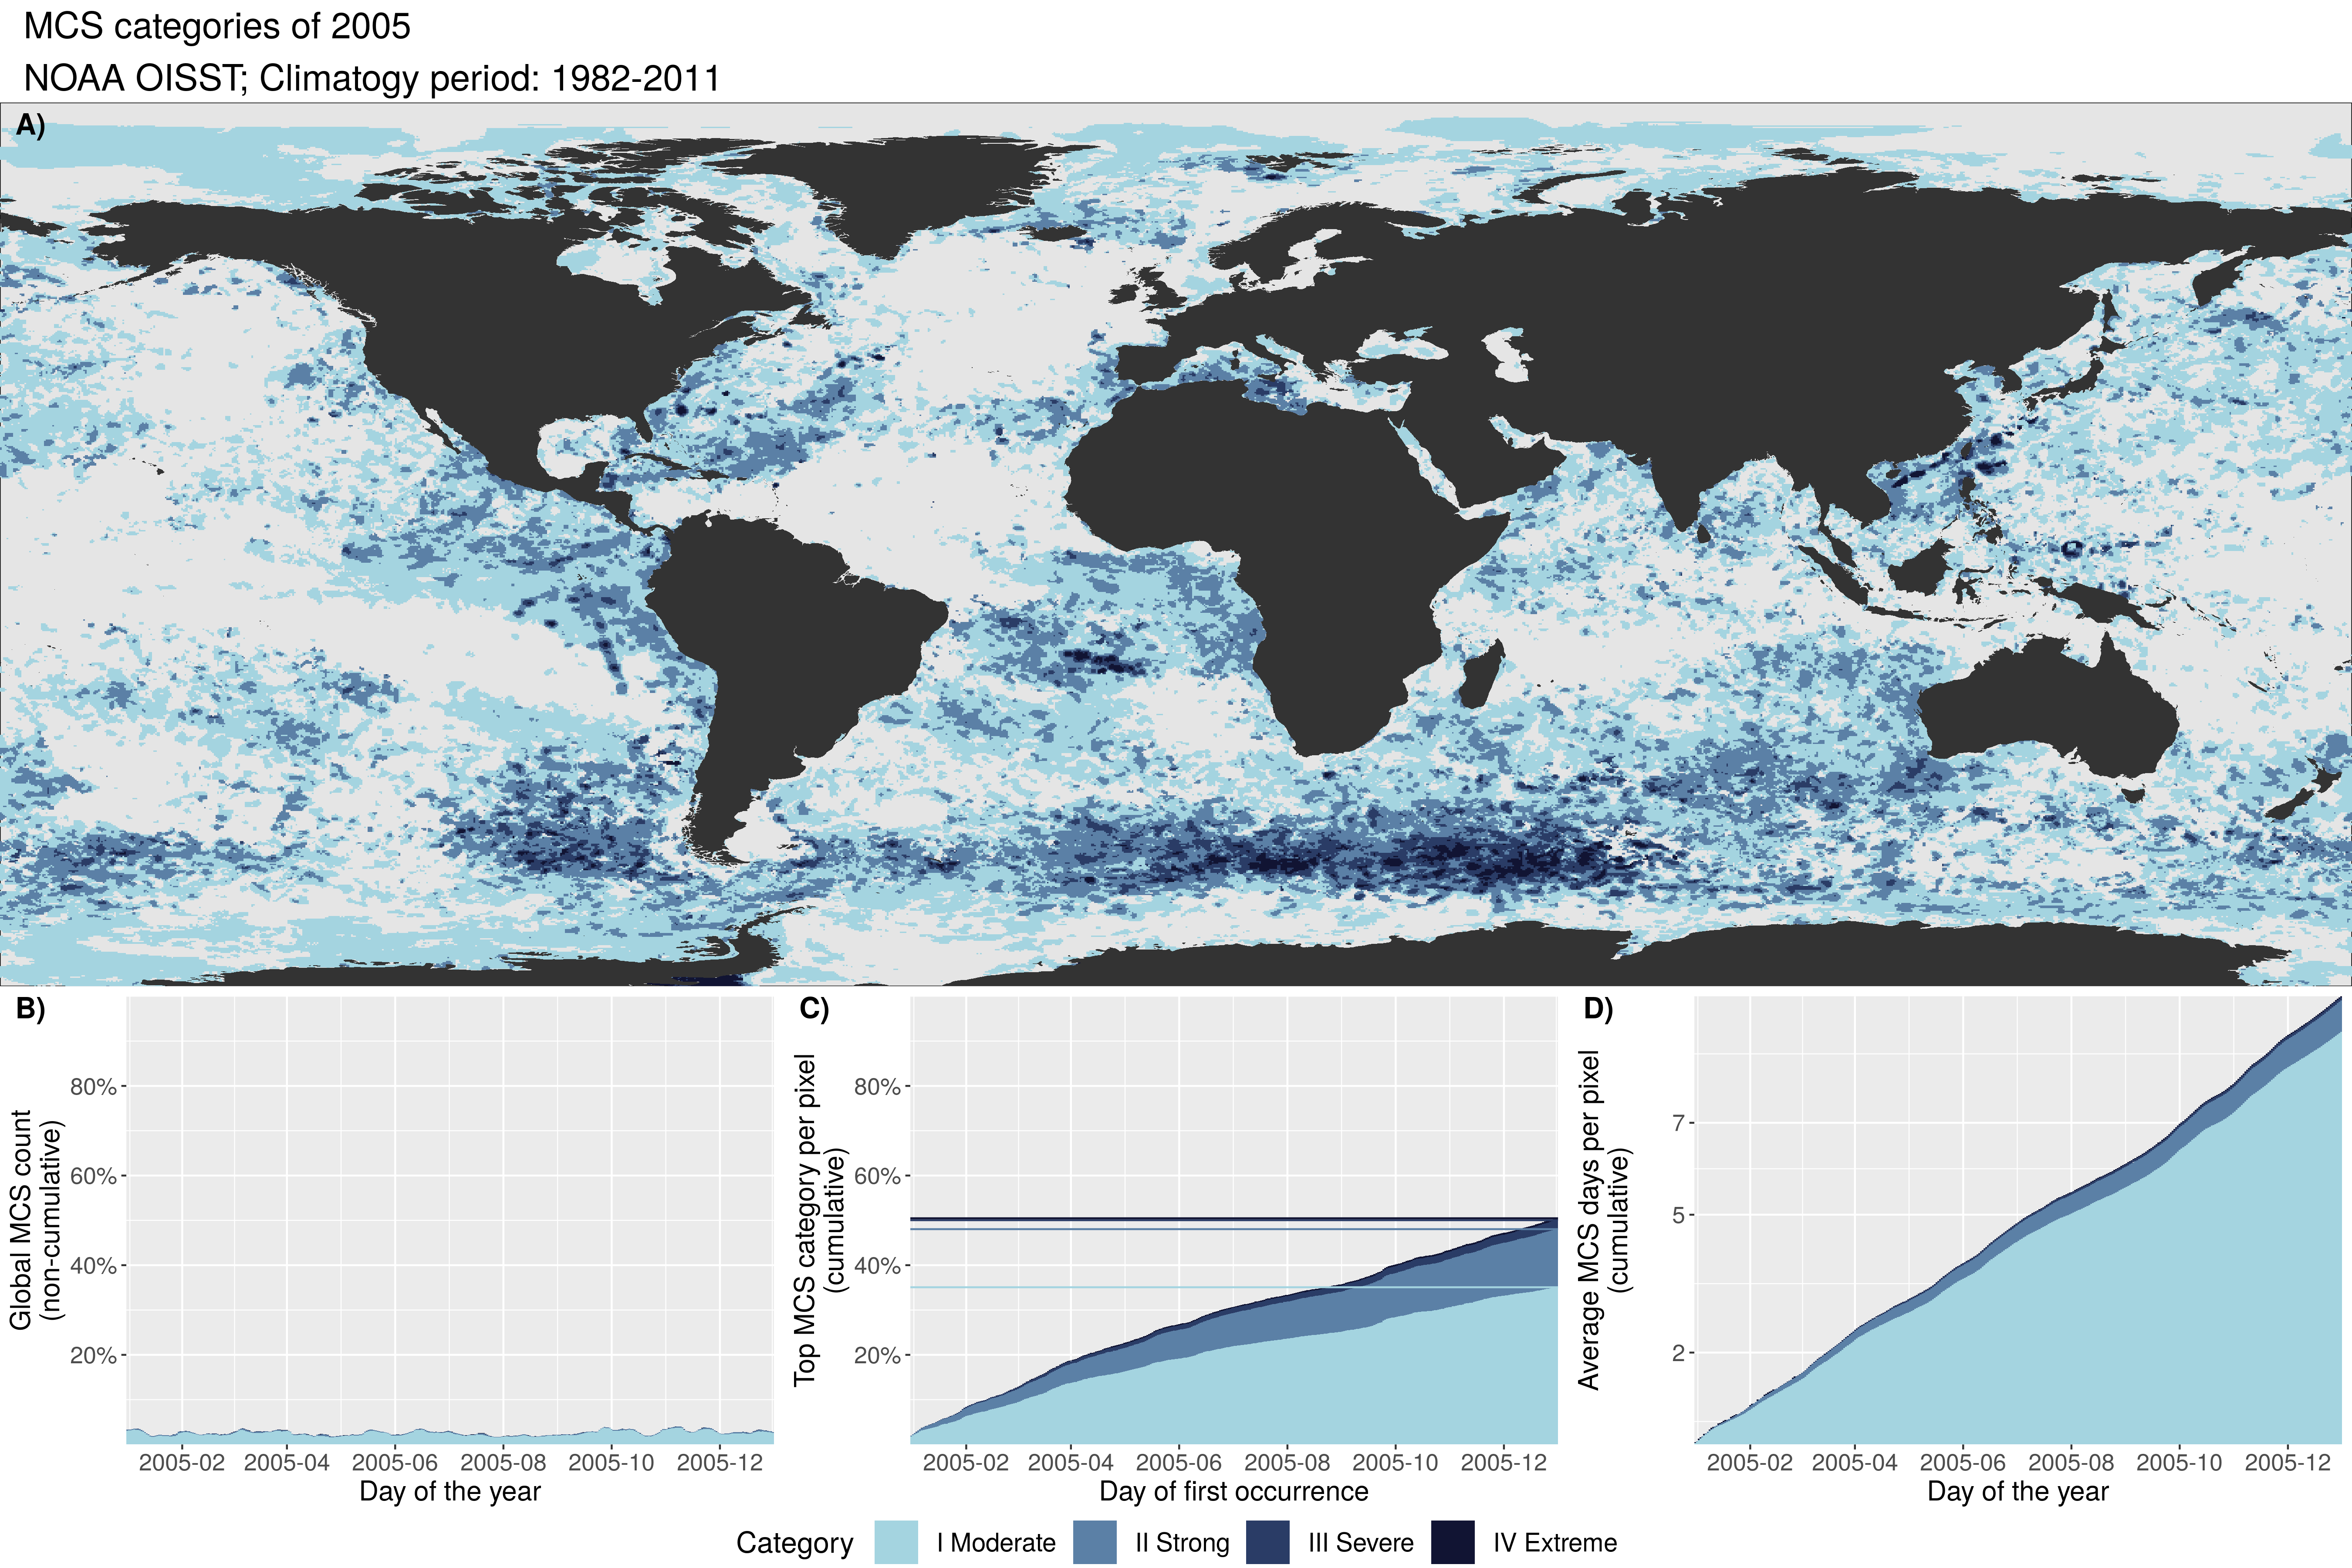 MCS categories of 2005
NOAA OISST; Climatogy period: 1982-2011
A)
B)
Global MCS count
(non-cumulative)
80%
60%
40%
20%
2005-02 2005-04 2005-06 2005-08 2005-10 2005-12
Day of the year
C)
Top MCS category per pixel
(cumulative)
80%
60%
40%
20%
2005-02 2005-04 2005-06 2005-08 2005-10 2005-12
Day of first occurrence
D)
Average MCS days per pixel
(cumulative)
7
5
2
2005-02 2005-04 2005-06 2005-08 2005-10 2005-12
Day of the year
Category I Moderate II Strong III Severe IV Extreme